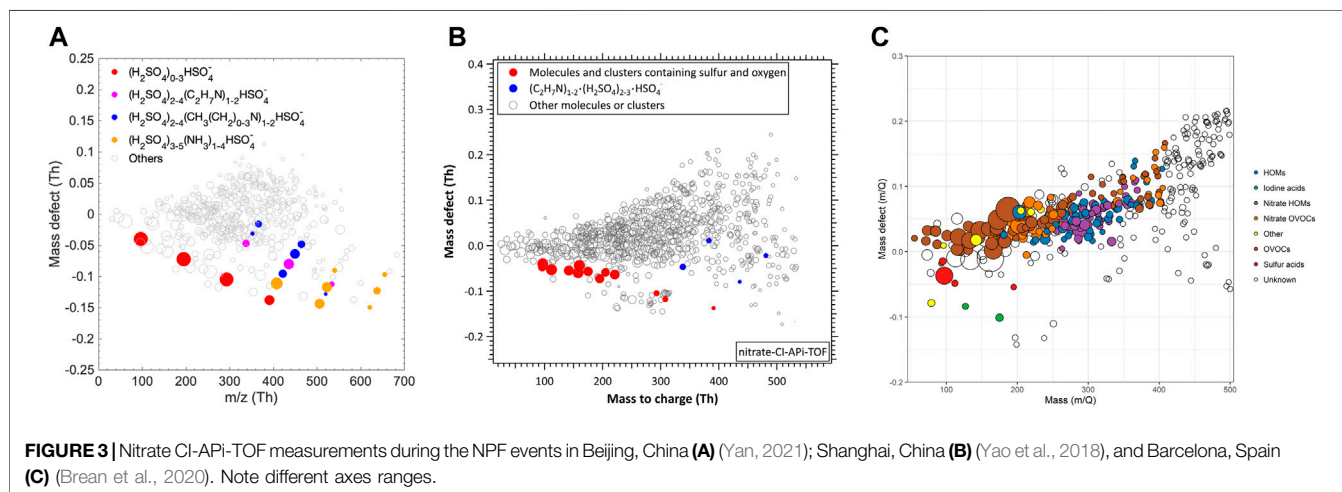 A
(H₂SO₄)₀₋₃HSO₄⁻
(H₂SO₄)₂₋₄(C₂H₇N)₁₋₂HSO₄⁻
(H₂SO₄)₂₋₄(CH₃(CH₂)₀₋₃N)₁₋₂HSO₄⁻
(H₂SO₄)₃₋₅(NH₃)₁₋₄HSO₄⁻
Others
Mass defect (Th)
0.25
0.2
0.15
0.1
0.05
0
-0.05
-0.1
-0.15
-0.2
-0.25
0 100 200 300 400 500 600 700
m/z (Th)
B
Molecules and clusters containing sulfur and oxygen
(C₂H₇N)₁₋₂·(H₂SO₄)₂₋₃·HSO₄⁻
Other molecules or clusters
Mass defect (Th)
0.4
0.3
0.2
0.1
0.0
-0.1
-0.2
nitrate-CI-APi-TOF
100 200 300 400 500
Mass to charge (Th)
C
Mass defect (m/Q)
0.3
0.2
0.1
0.0
-0.1
-0.2
100 200 300 400 500
Mass (m/Q)
HOMs
Iodine acids
Nitrate HOMs
Nitrate OVOCs
Other
OVOCs
Sulfur acids
Unknown
FIGURE 3 | Nitrate CI-APi-TOF measurements during the NPF events in Beijing, China (A) (Yan, 2021); Shanghai, China (B) (Yao et al., 2018), and Barcelona, Spain
(C) (Brean et al., 2020). Note different axes ranges.